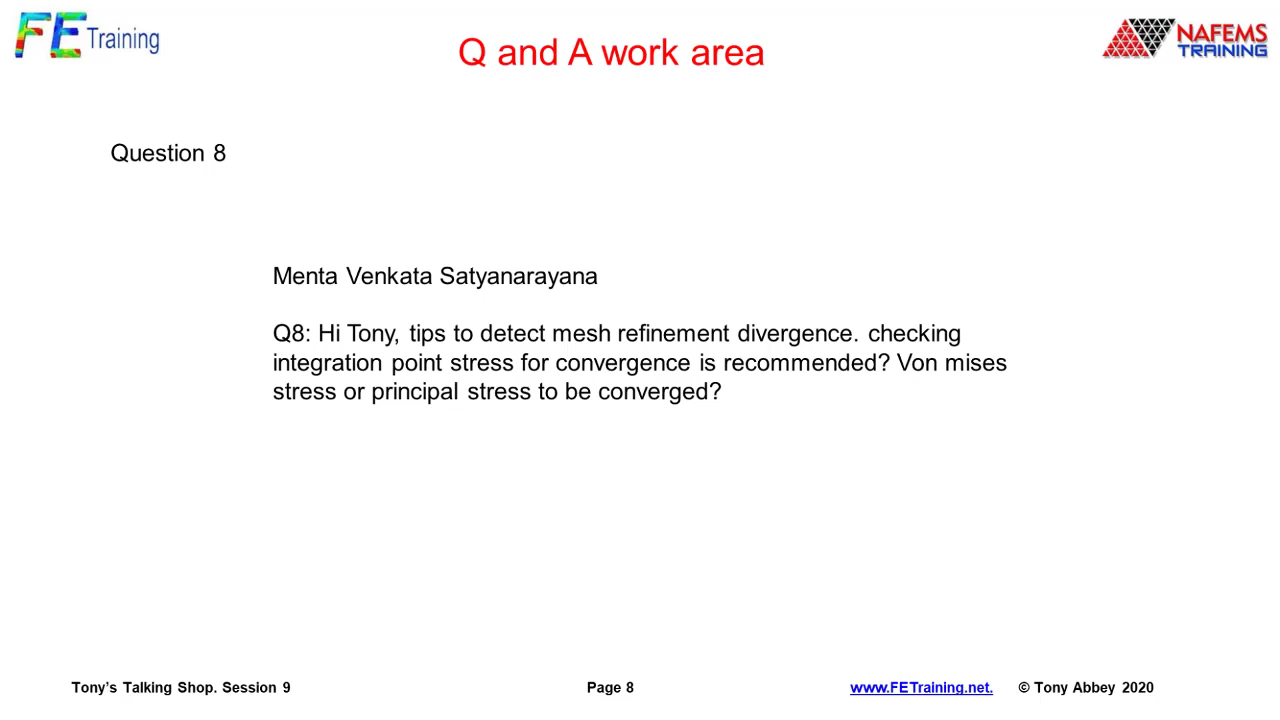 FE Training
Q and A work area
NAFEMS
TRAINING
Question 8
Menta Venkata Satyanarayana
Q8: Hi Tony, tips to detect mesh refinement divergence. checking
integration point stress for convergence is recommended? Von mises
stress or principal stress to be converged?
Tony’s Talking Shop. Session 9
Page 8
www.FETraining.net.
© Tony Abbey 2020